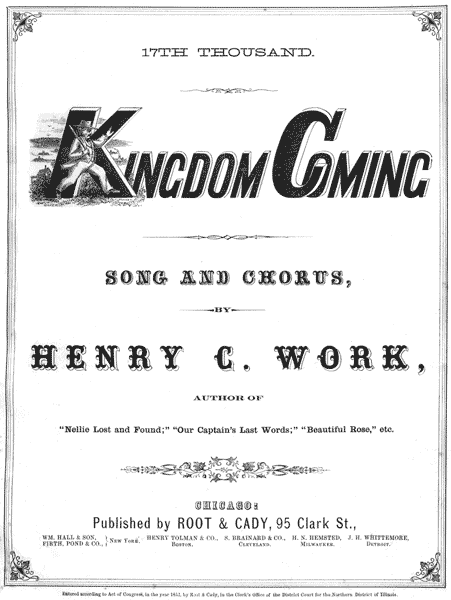 17TH THOUSAND.
KINGDOM COMING
SONG AND CHORUS,
BY
HENRY C. WORK,
AUTHOR OF
"Nellie Lost and Found;" "Our Captain's Last Words;" "Beautiful Rose," etc.
CHICAGO:
Published by ROOT & CADY, 95 Clark St.,
WM. HALL & SON, FIRTH, POND & CO., } NEW YORK. HENRY TOLMAN & CO., BOSTON. S. BRAINARD & CO., CLEVELAND. H. N. HEMSTED, MILWAUKEE. J. H. WHITTEMORE, DETROIT.
Entered according to Act of Congress, in the year 1862, by Root & Cady, in the Clerk's Office of the District Court for the Northern District of Illinois.